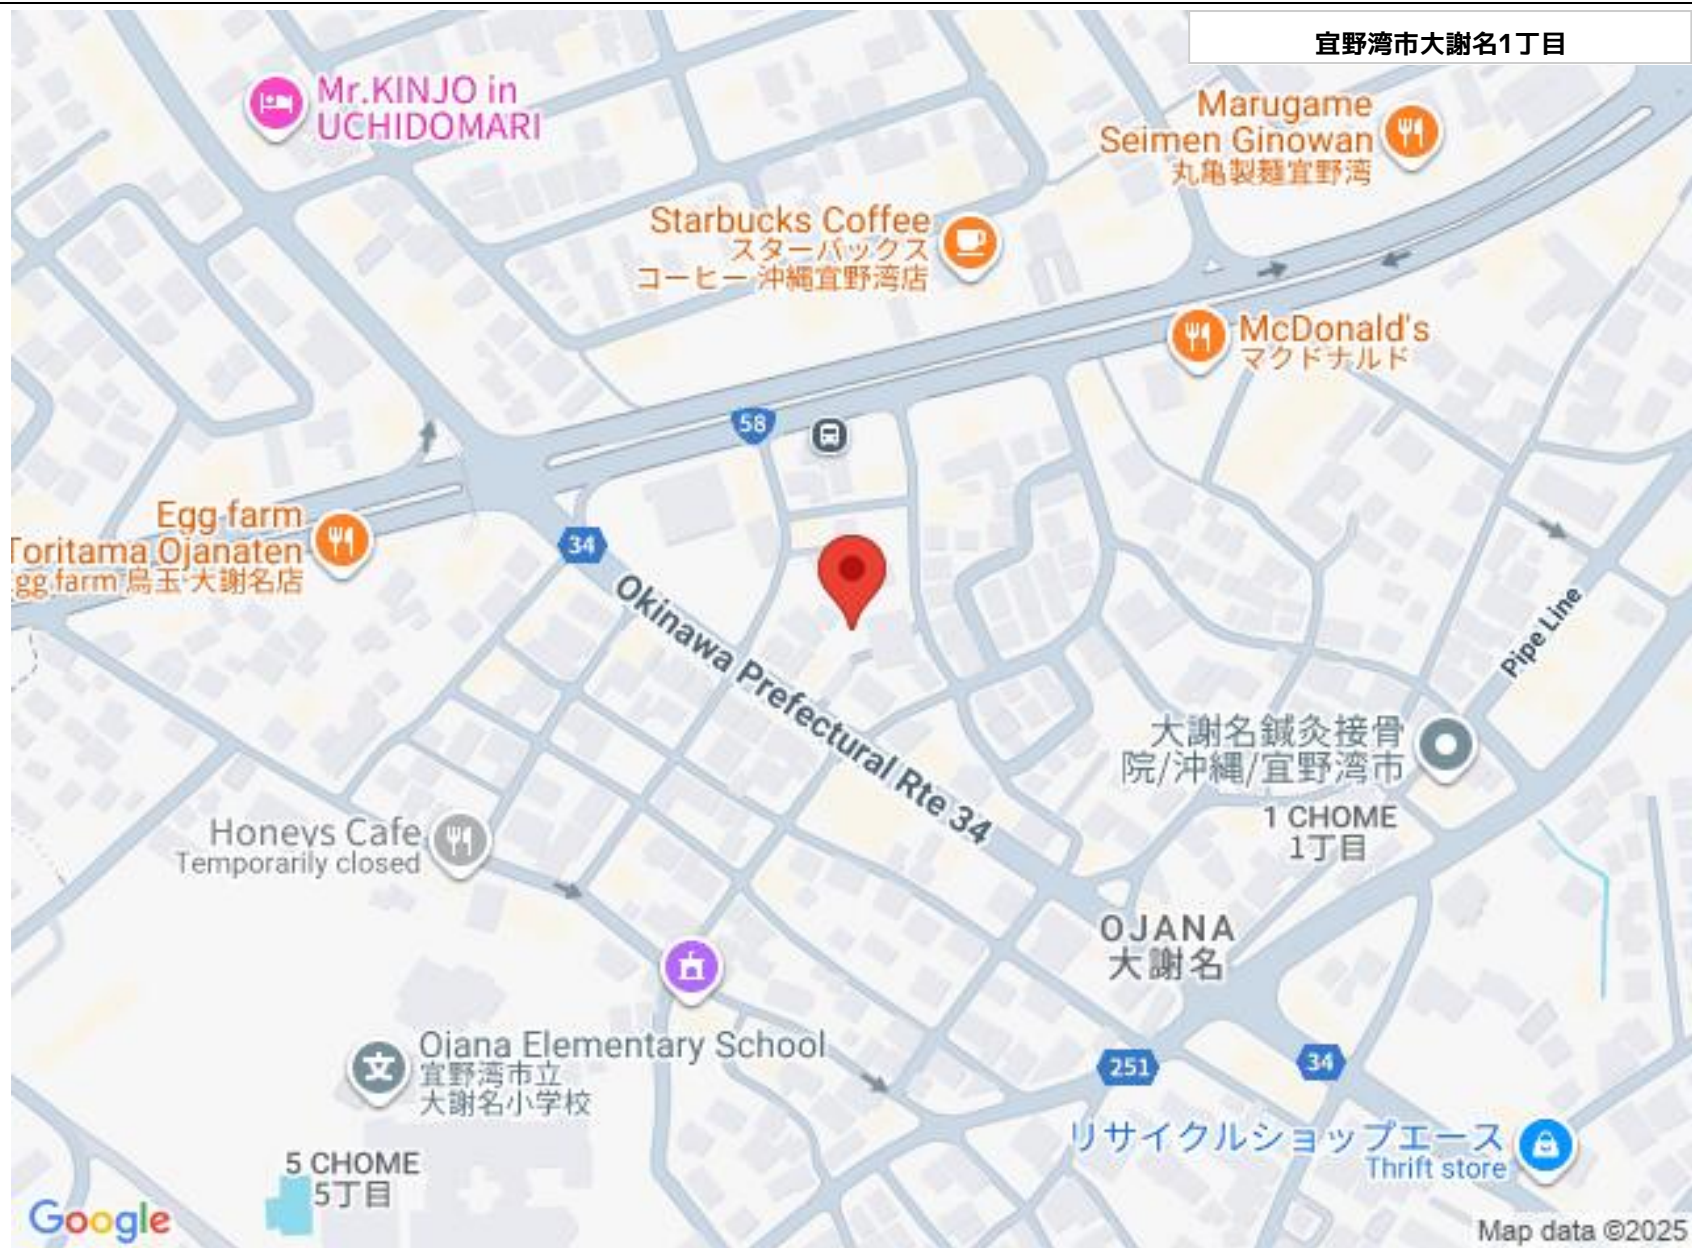 宜野湾市大謝名1丁目
Mr.KINJO in
UCHIDOMARI
Marugame
Seimen Ginowan
丸亀製麺宜野湾
Starbucks Coffee
スターバックス
コーヒー 沖縄宜野湾店
McDonald's
マクドナルド
58
Egg farm
Toritama Ojanaten
gg farm 鳥玉 大謝名店
34
Okinawa Prefectural Rte 34
Pipe Line
大謝名鍼灸接骨
院/沖縄/宜野湾市
1 CHOME
1丁目
Honeys Cafe
Temporarily closed
OJANA
大謝名
Ojana Elementary School
宜野湾市立
大謝名小学校
251
34
リサイクルショップエース
Thrift store
5 CHOME
5丁目
Google
Map data ©2025